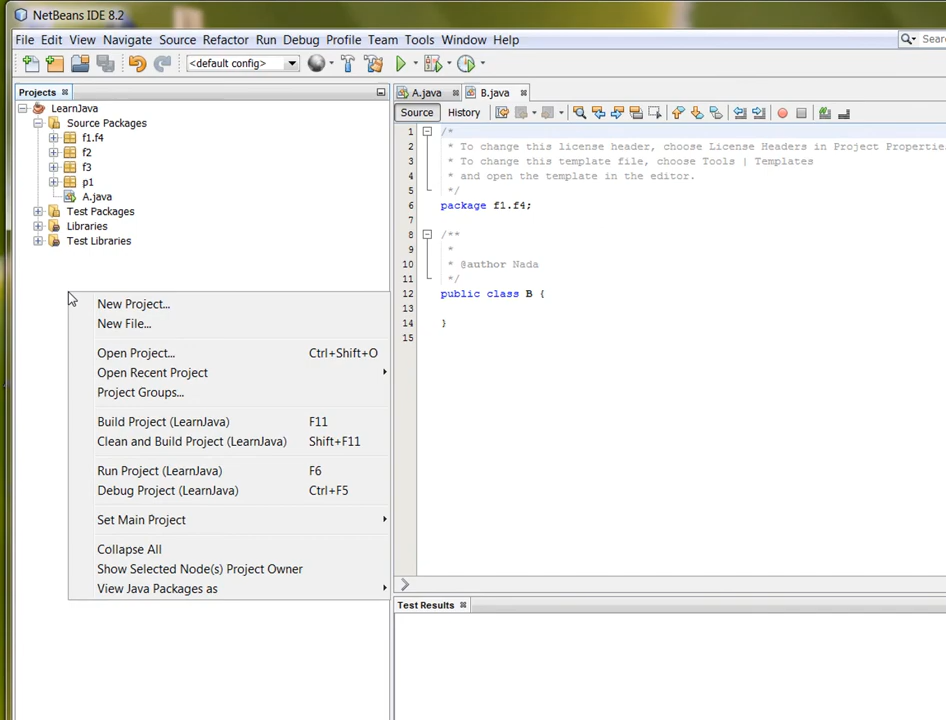 NetBeans IDE 8.2
File Edit View Navigate Source Refactor Run Debug Profile Team Tools Window Help
Sear
<default config>
Projects
LearnJava
Source Packages
f1.f4
f2
f3
p1
A.java
Test Packages
Libraries
Test Libraries
New Project...
New File...
Open Project... Ctrl+Shift+O
Open Recent Project
Project Groups...
Build Project (LearnJava) F11
Clean and Build Project (LearnJava) Shift+F11
Run Project (LearnJava) F6
Debug Project (LearnJava) Ctrl+F5
Set Main Project
Collapse All
Show Selected Node(s) Project Owner
View Java Packages as
A.java B.java
Source History
1 /*
2 * To change this license header, choose License Headers in Project Propertie
3 * To change this template file, choose Tools | Templates
4 * and open the template in the editor.
5 */
6 package f1.f4;
7
8 /**
9 *
10 * @author Nada
11 */
12 public class B {
13
14 }
15
Test Results